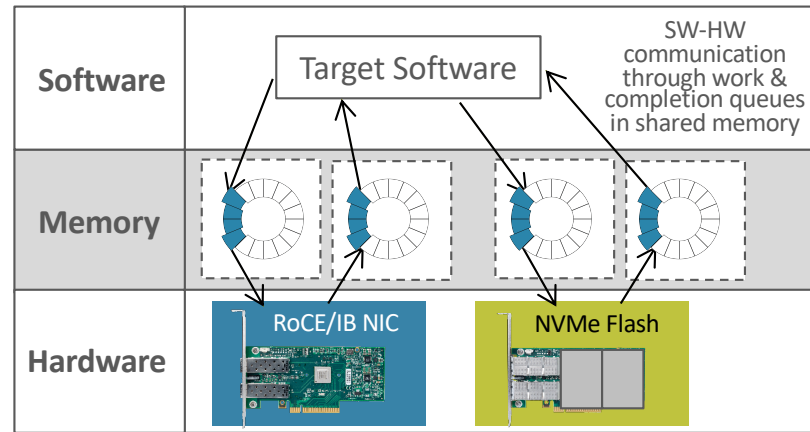 Software
Target Software
SW-HW
communication
through work &
completion queues
in shared memory
Memory
Hardware
RoCE/IB NIC
NVMe Flash